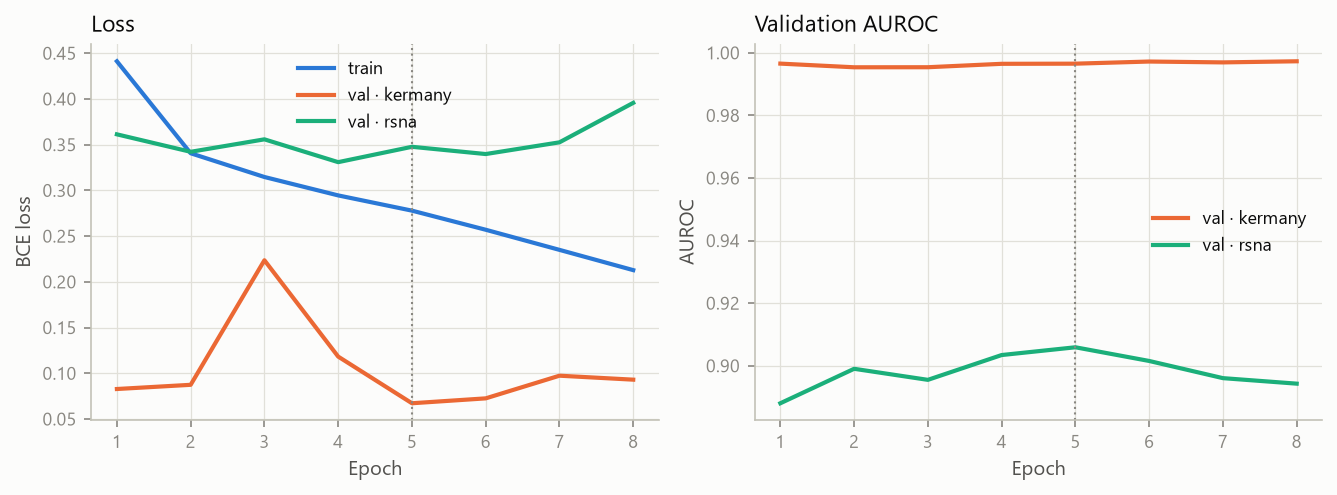 Loss
0.45
0.40
0.35
0.30
0.25
0.20
0.15
0.10
0.05
BCE loss
train
val · kermany
val · rsna
1 2 3 4 5 6 7 8
Epoch
Validation AUROC
1.00
0.98
0.96
0.94
0.92
0.90
AUROC
val · kermany
val · rsna
1 2 3 4 5 6 7 8
Epoch